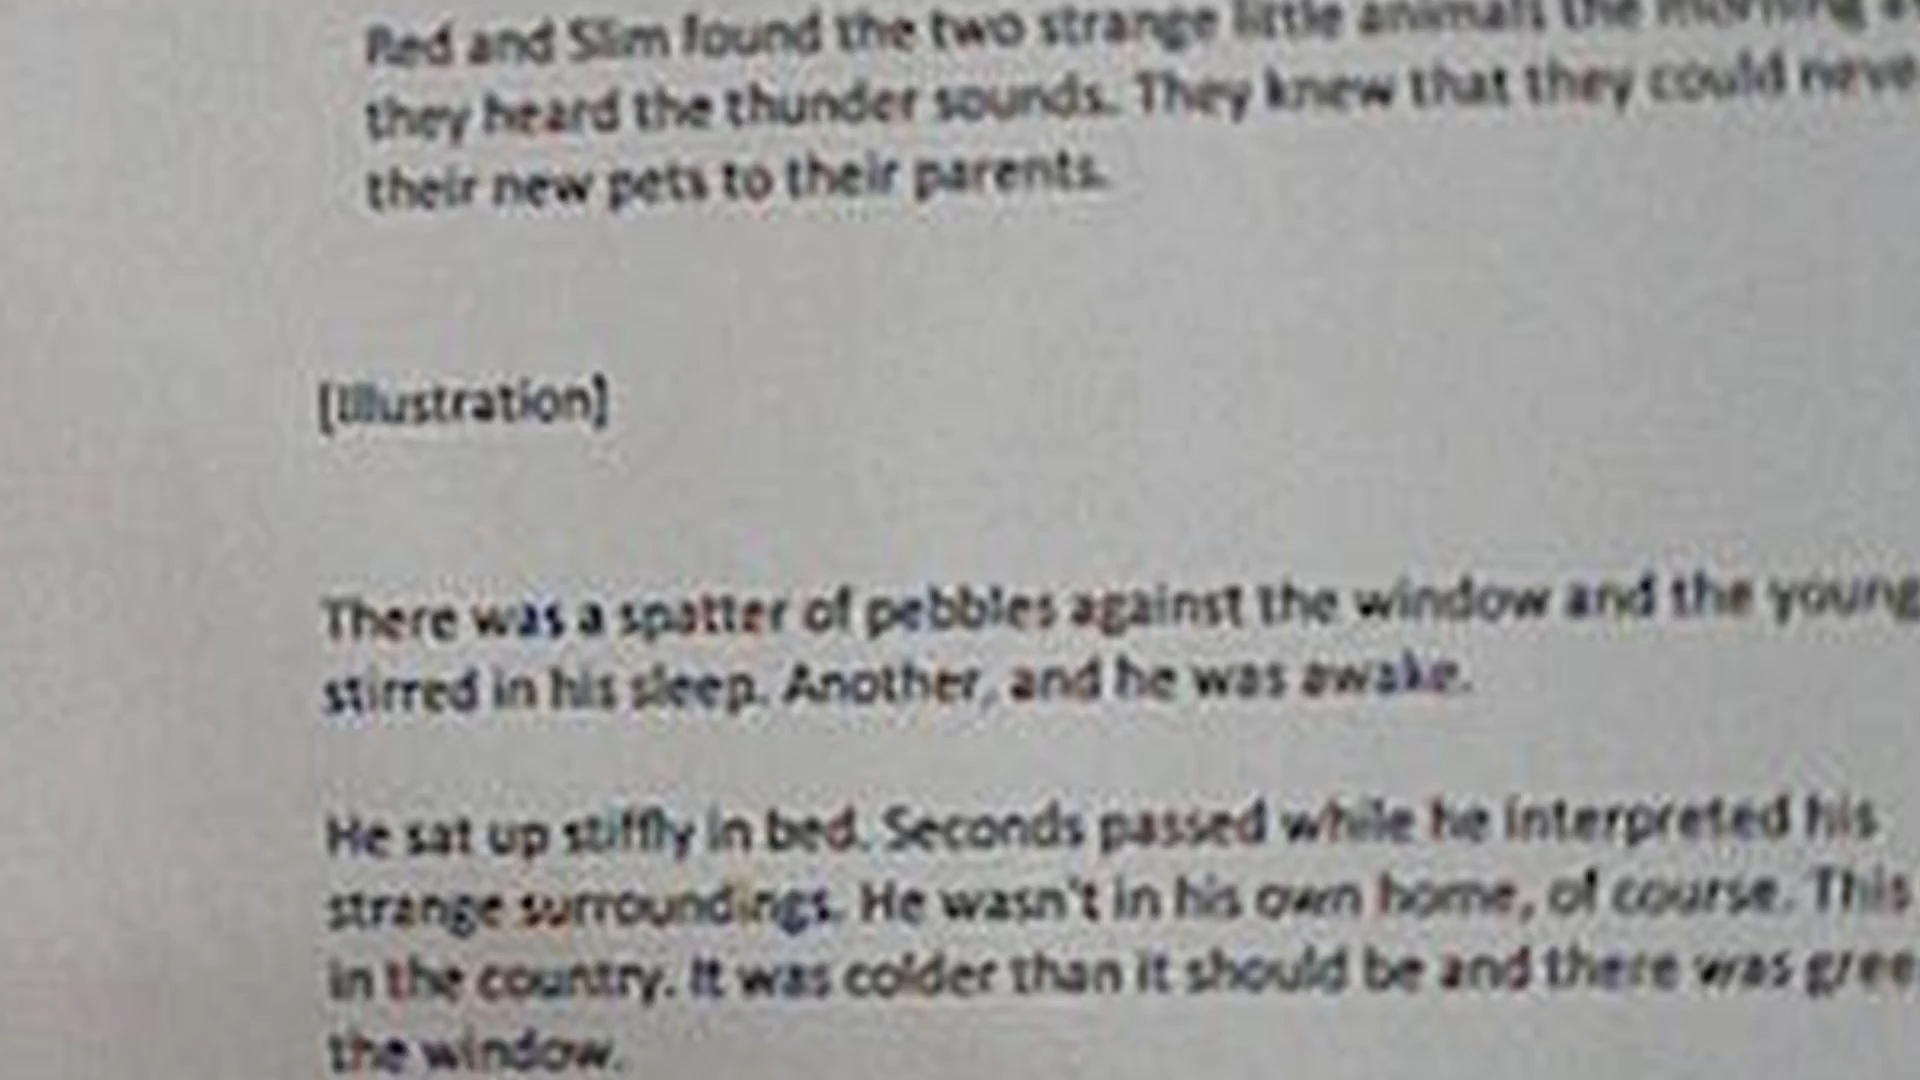 Red and Slim found the two strange little animals the morning
they heard the thunder sounds. They knew that they could neve
their new pets to their parents.
[Illustration]
There was a spatter of pebbles against the window and the young
stirred in his sleep. Another, and he was awake.
He sat up stiffly in bed. Seconds passed while he interpreted his
strange surroundings. He wasn't in his own home, of course. This
in the country. It was colder than it should be and there was gree
the window.